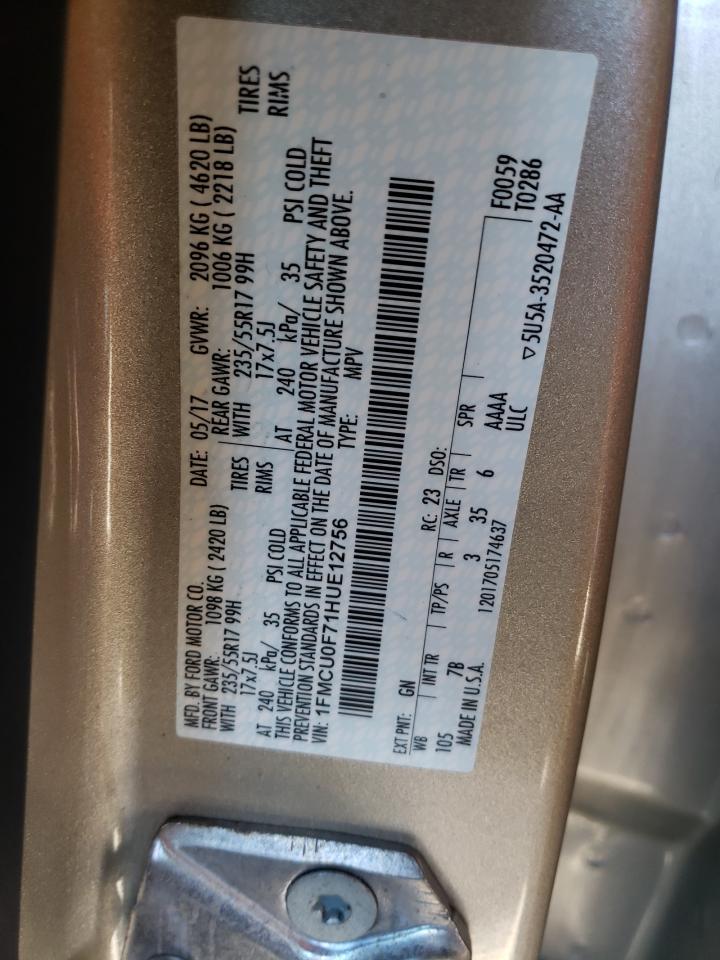 MFD. BY FORD MOTOR CO. DATE: 05/17 GVWR: 2096 KG ( 4620 LB)
FRONT GAWR: 1098 KG (2420 LB) REAR GAWR: 1006 KG ( 2218 LB)
WITH 235/55R17 99H TIRES WITH 235/55R17 99H TIRES
17x7.5J RIMS 17x7.5J RIMS
AT 240 kPa/ 35 PSI COLD AT 240 kPa/ 35 PSI COLD
THIS VEHICLE CONFORMS TO ALL APPLICABLE FEDERAL MOTOR VEHICLE SAFETY AND THEFT
PREVENTION STANDARDS IN EFFECT ON THE DATE OF MANUFACTURE SHOWN ABOVE.
VIN: 1FMCU0F71HUE12756 TYPE: MPV
EXT PNT: GN RC: 23 DSO: F0059
WB INT TR TP/PS R AXLE TR SPR T0286
105 7B 3 35 6 AAAA
MADE IN U.S.A. 1201705174637 ULC
▽5U5A-3520472-AA